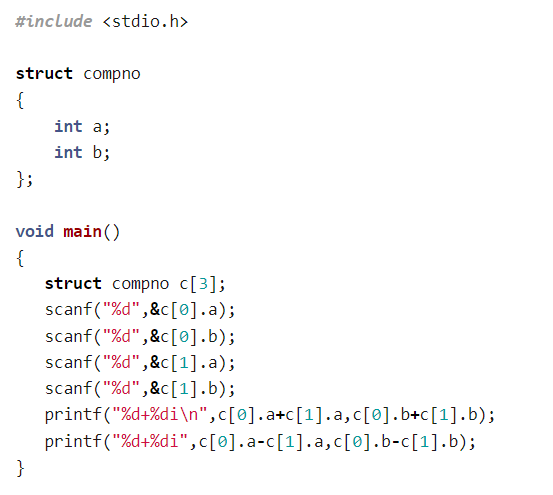 #include <stdio.h>
struct compno
{
    int a;
    int b;
};
void main()
{
   struct compno c[3];
   scanf("%d",&c[0].a);
   scanf("%d",&c[0].b);
   scanf("%d",&c[1].a);
   scanf("%d",&c[1].b);
   printf("%d+%di\n",c[0].a+c[1].a,c[0].b+c[1].b);
   printf("%d+%di",c[0].a-c[1].a,c[0].b-c[1].b);
}